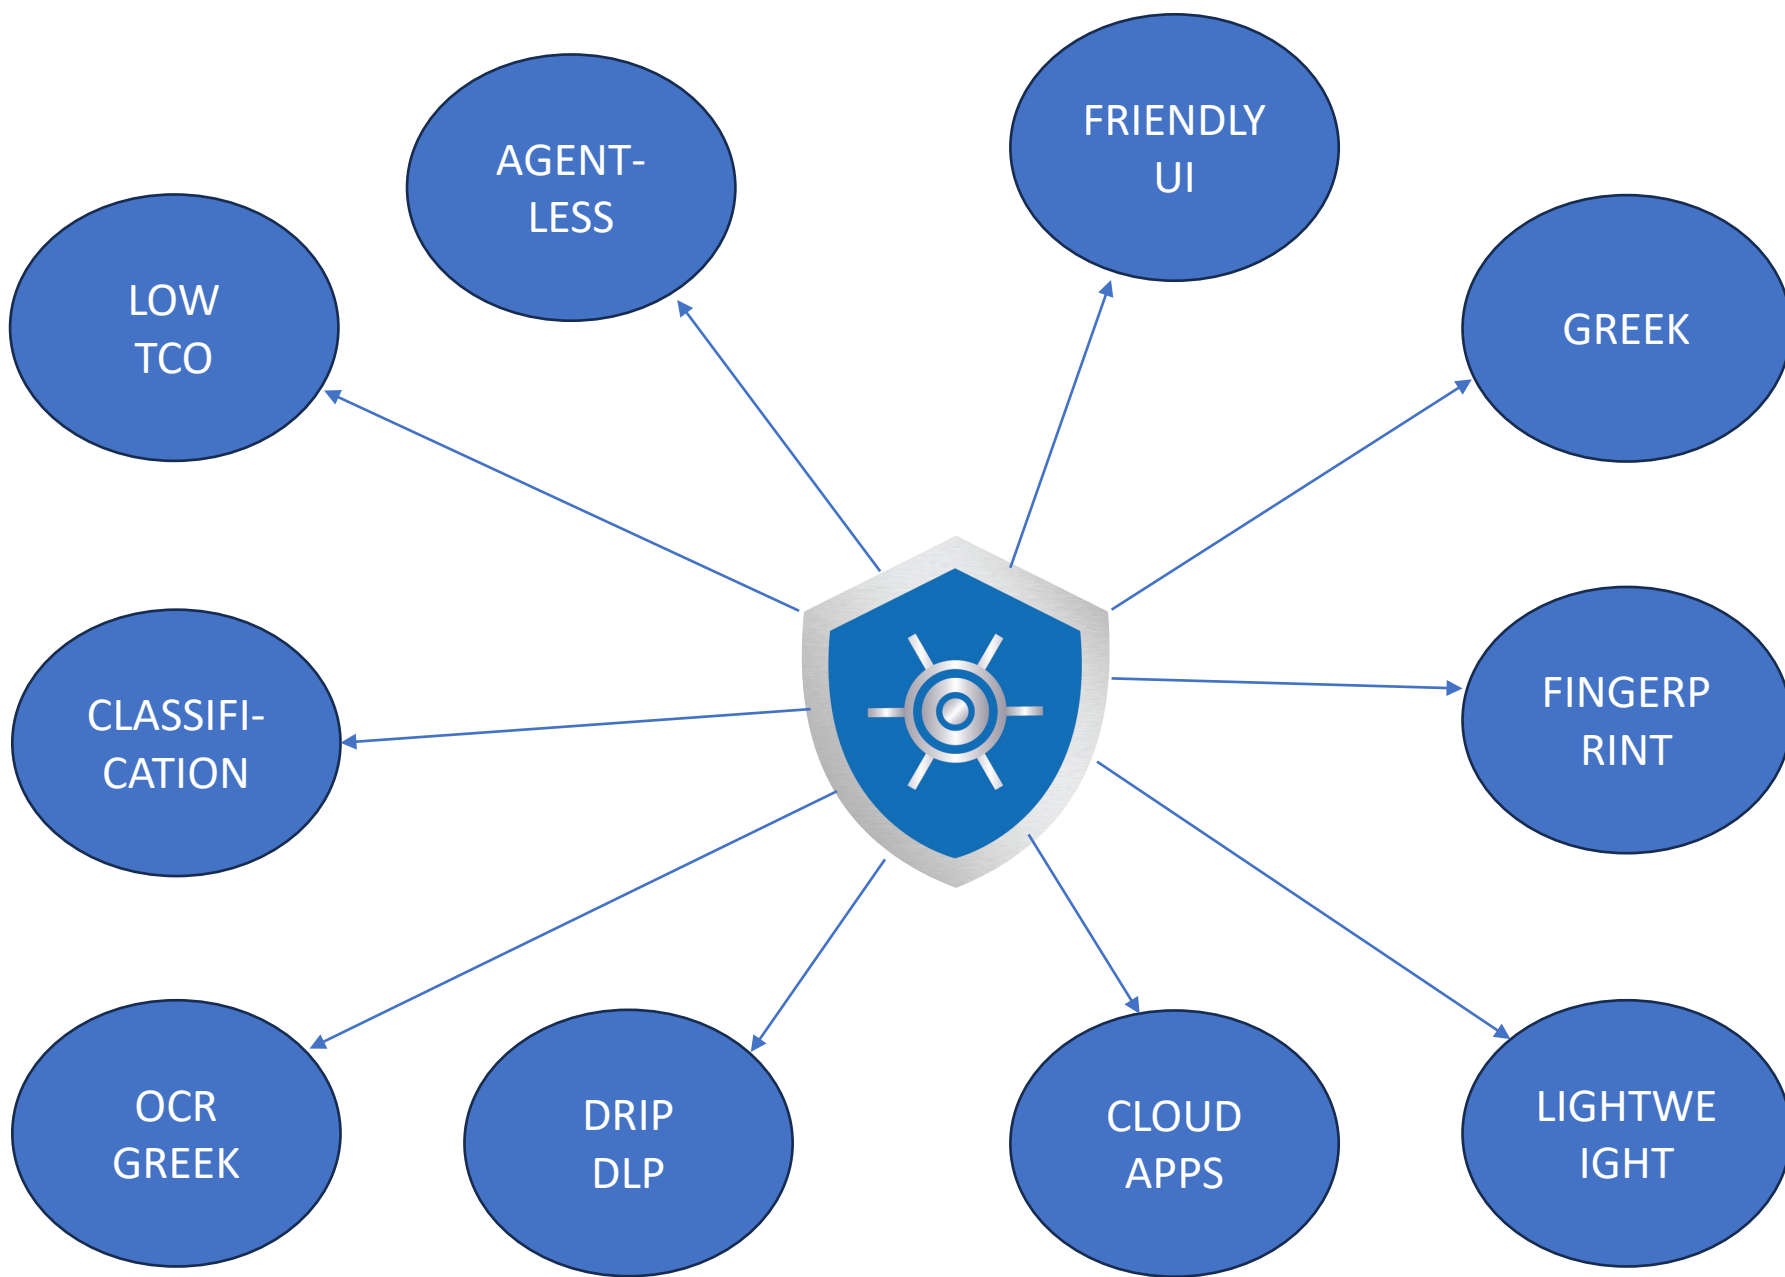 FRIENDLY
UI
AGENT-
LESS
LOW
TCO
GREEK
CLASSIFI-
CATION
FINGERP
RINT
OCR
GREEK
DRIP
DLP
CLOUD
APPS
LIGHTWE
IGHT